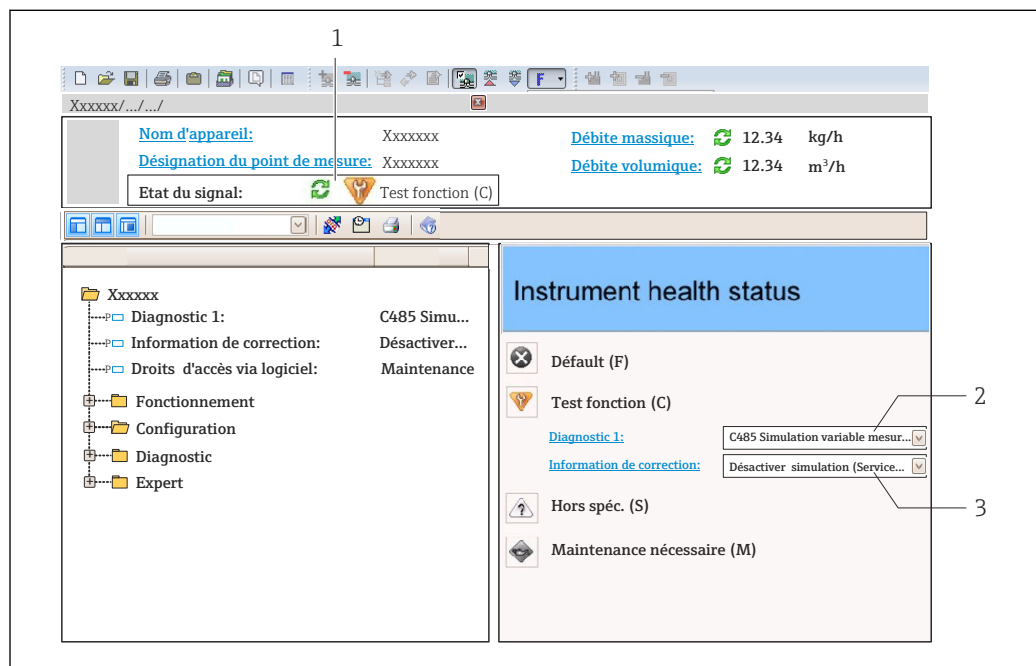 1
F
Xxxxxx/.../.../
Nom d'appareil: Xxxxxxx Débite massique: 12.34 kg/h
Désignation du point de mesure: Xxxxxxx Débite volumique: 12.34 m³/h
Etat du signal: Test fonction (C)
Xxxxxx
P Diagnostic 1: C485 Simu...
P Information de correction: Désactiver...
P Droits d'accès via logiciel: Maintenance
Fonctionnement
Configuration
Diagnostic
Expert
Instrument health status
Défault (F)
Test fonction (C)
Diagnostic 1: C485 Simulation variable mesur...
Information de correction: Désactiver simulation (Service...
Hors spéc. (S)
Maintenance nécessaire (M)
2
3